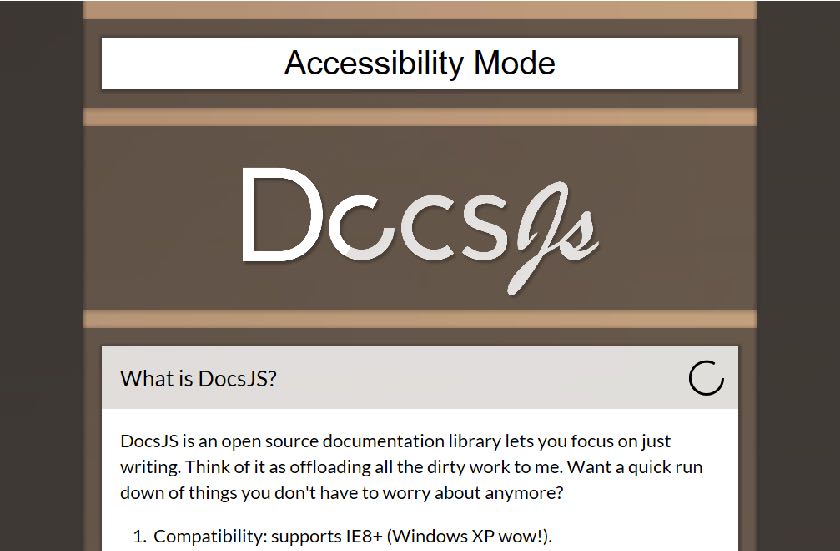 Accessibility Mode
DocsJs
What is DocsJS?
DocsJS is an open source documentation library lets you focus on just
writing. Think of it as offloading all the dirty work to me. Want a quick run
down of things you don't have to worry about anymore?
1. Compatibility: supports IE8+ (Windows XP wow!).